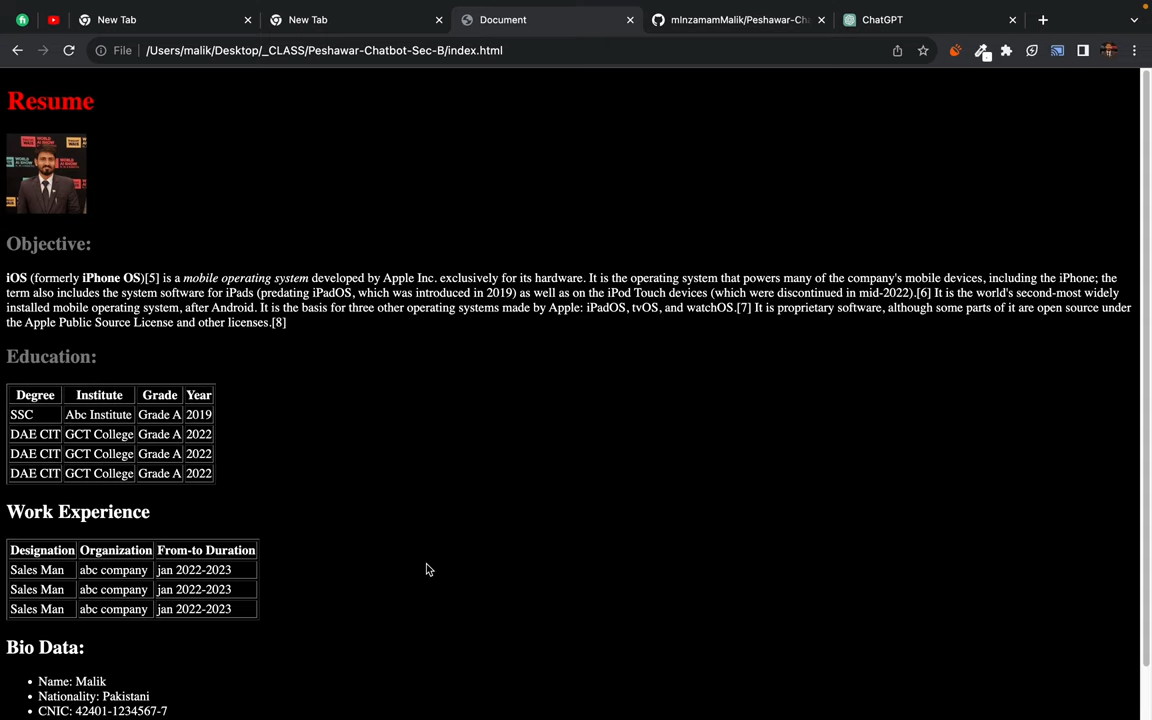 New Tab
New Tab
Document
mInzamamMalik/Peshawar-Cha
ChatGPT
File
/Users/malik/Desktop/_CLASS/Peshawar-Chatbot-Sec-B/index.html
Resume
WORLD AI SHOW
WORLD AI SHOW
Objective:
iOS (formerly iPhone OS)[5] is a mobile operating system developed by Apple Inc. exclusively for its hardware. It is the operating system that powers many of the company's mobile devices, including the iPhone; the
term also includes the system software for iPads (predating iPadOS, which was introduced in 2019) as well as on the iPod Touch devices (which were discontinued in mid-2022).[6] It is the world's second-most widely
installed mobile operating system, after Android. It is the basis for three other operating systems made by Apple: iPadOS, tvOS, and watchOS.[7] It is proprietary software, although some parts of it are open source under
the Apple Public Source License and other licenses.[8]
Education:
Degree Institute Grade Year
SSC Abc Institute Grade A 2019
DAE CIT GCT College Grade A 2022
DAE CIT GCT College Grade A 2022
DAE CIT GCT College Grade A 2022
Work Experience
Designation Organization From-to Duration
Sales Man abc company jan 2022-2023
Sales Man abc company jan 2022-2023
Sales Man abc company jan 2022-2023
Bio Data:
Name: Malik
Nationality: Pakistani
CNIC: 42401-1234567-7